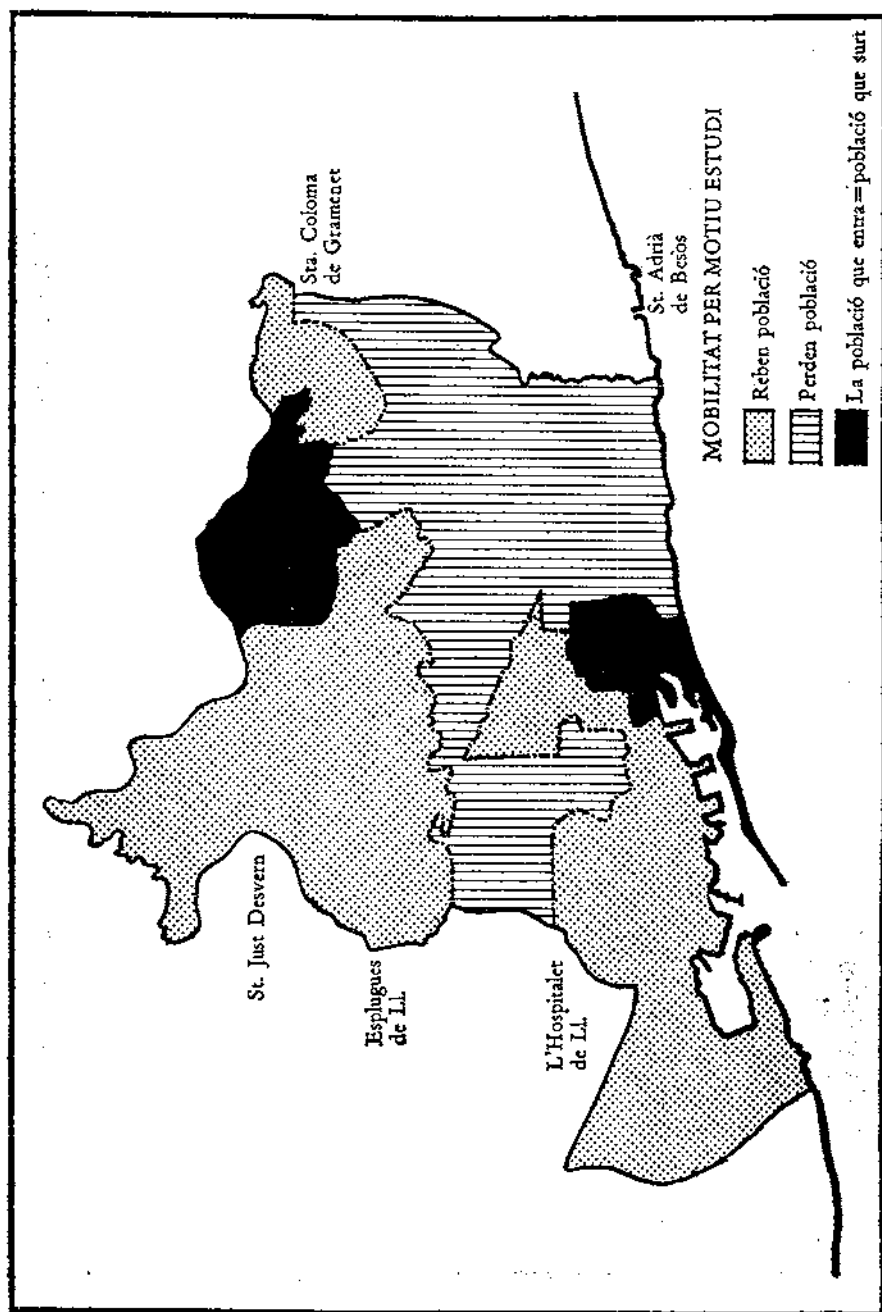 St. Just Desvern
Esplugues
de Ll.
L'Hospitalet
de Ll.
Sta. Coloma
de Gramenet
St. Adrià
de Besòs
MOBILITAT PER MOTIU ESTUDI
Reben població
Perden població
La població que entra=població que surt